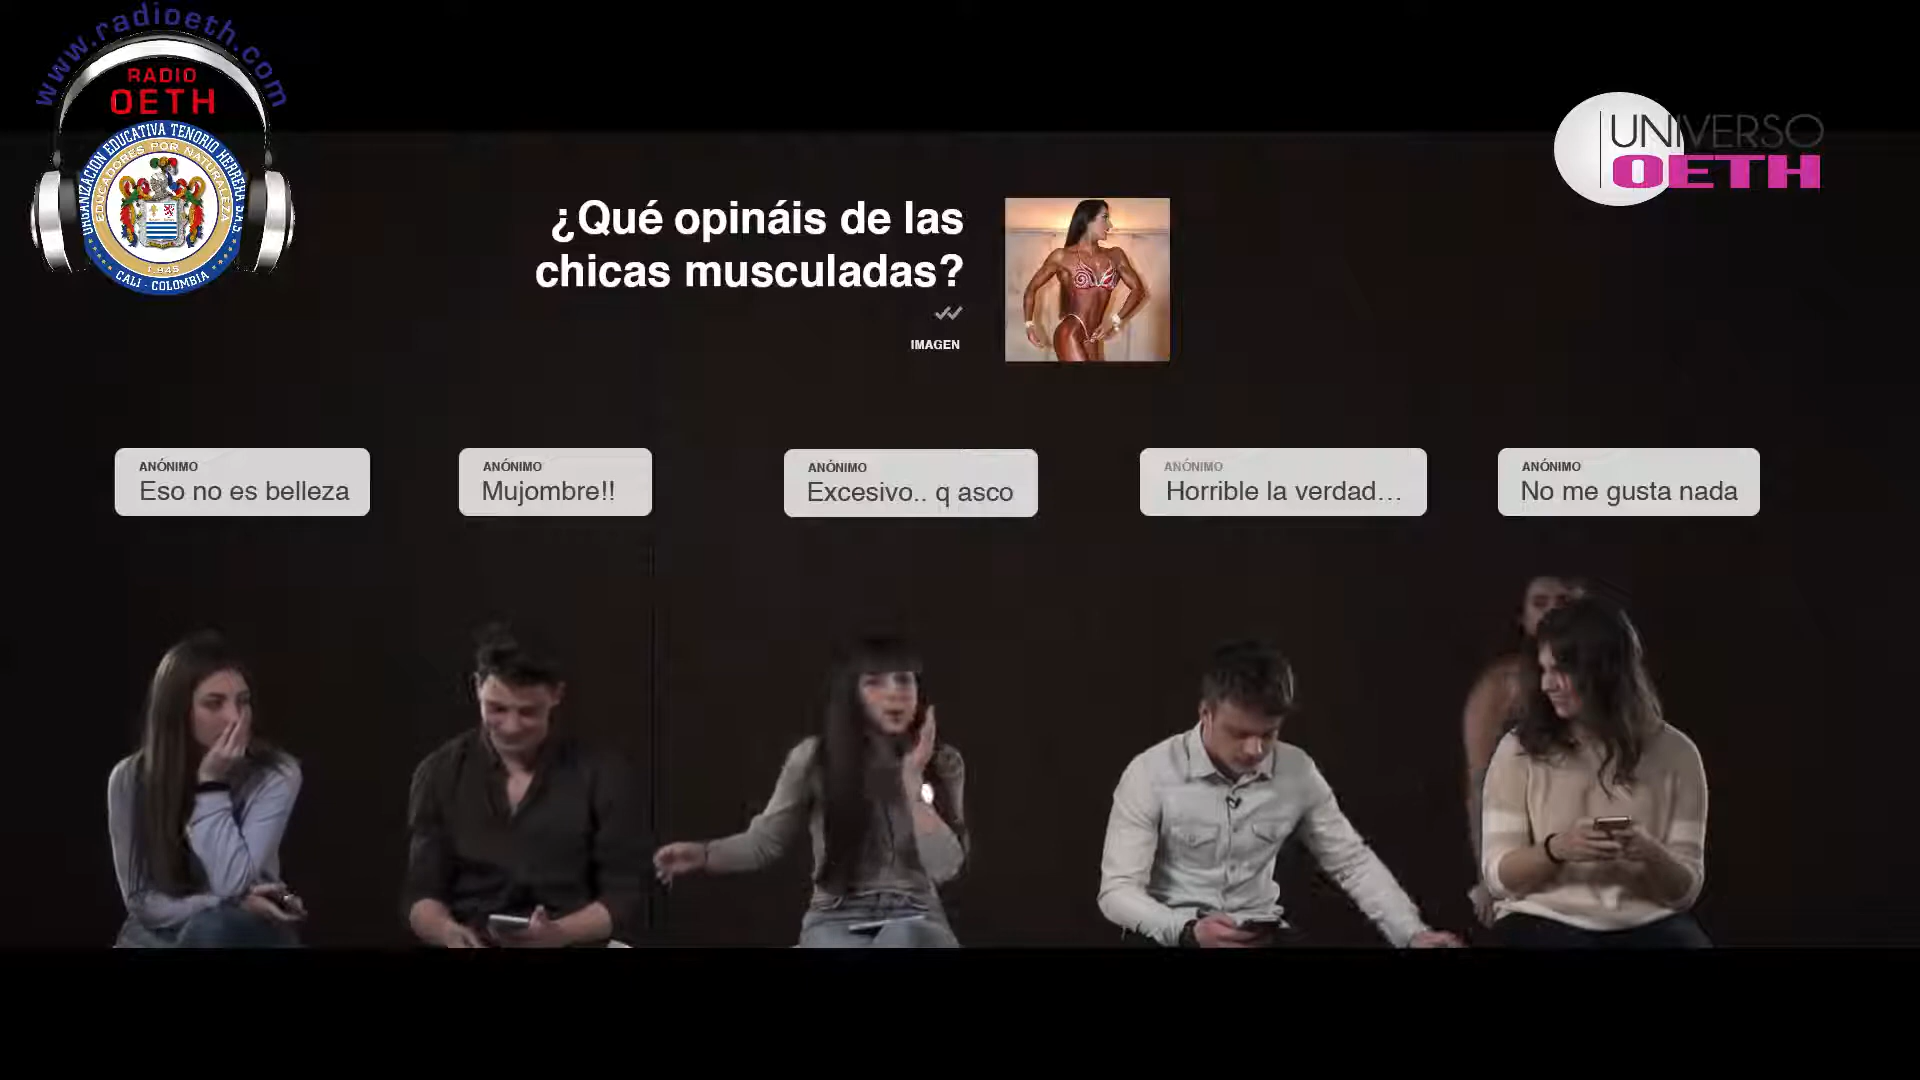 www.radioeth.com
RADIO
OETH
ORGANIZACION EDUCATIVA TENORIO HERRERA S.A.S
EDUCADORES POR NATURALEZA
1.945
CALI - COLOMBIA
UNIVERSO
OETH
¿Qué opináis de las
chicas musculadas?
IMAGEN
ANÓNIMO
Eso no es belleza
ANÓNIMO
Mujombre!!
ANÓNIMO
Excesivo.. q asco
ANÓNIMO
Horrible la verdad...
ANÓNIMO
No me gusta nada